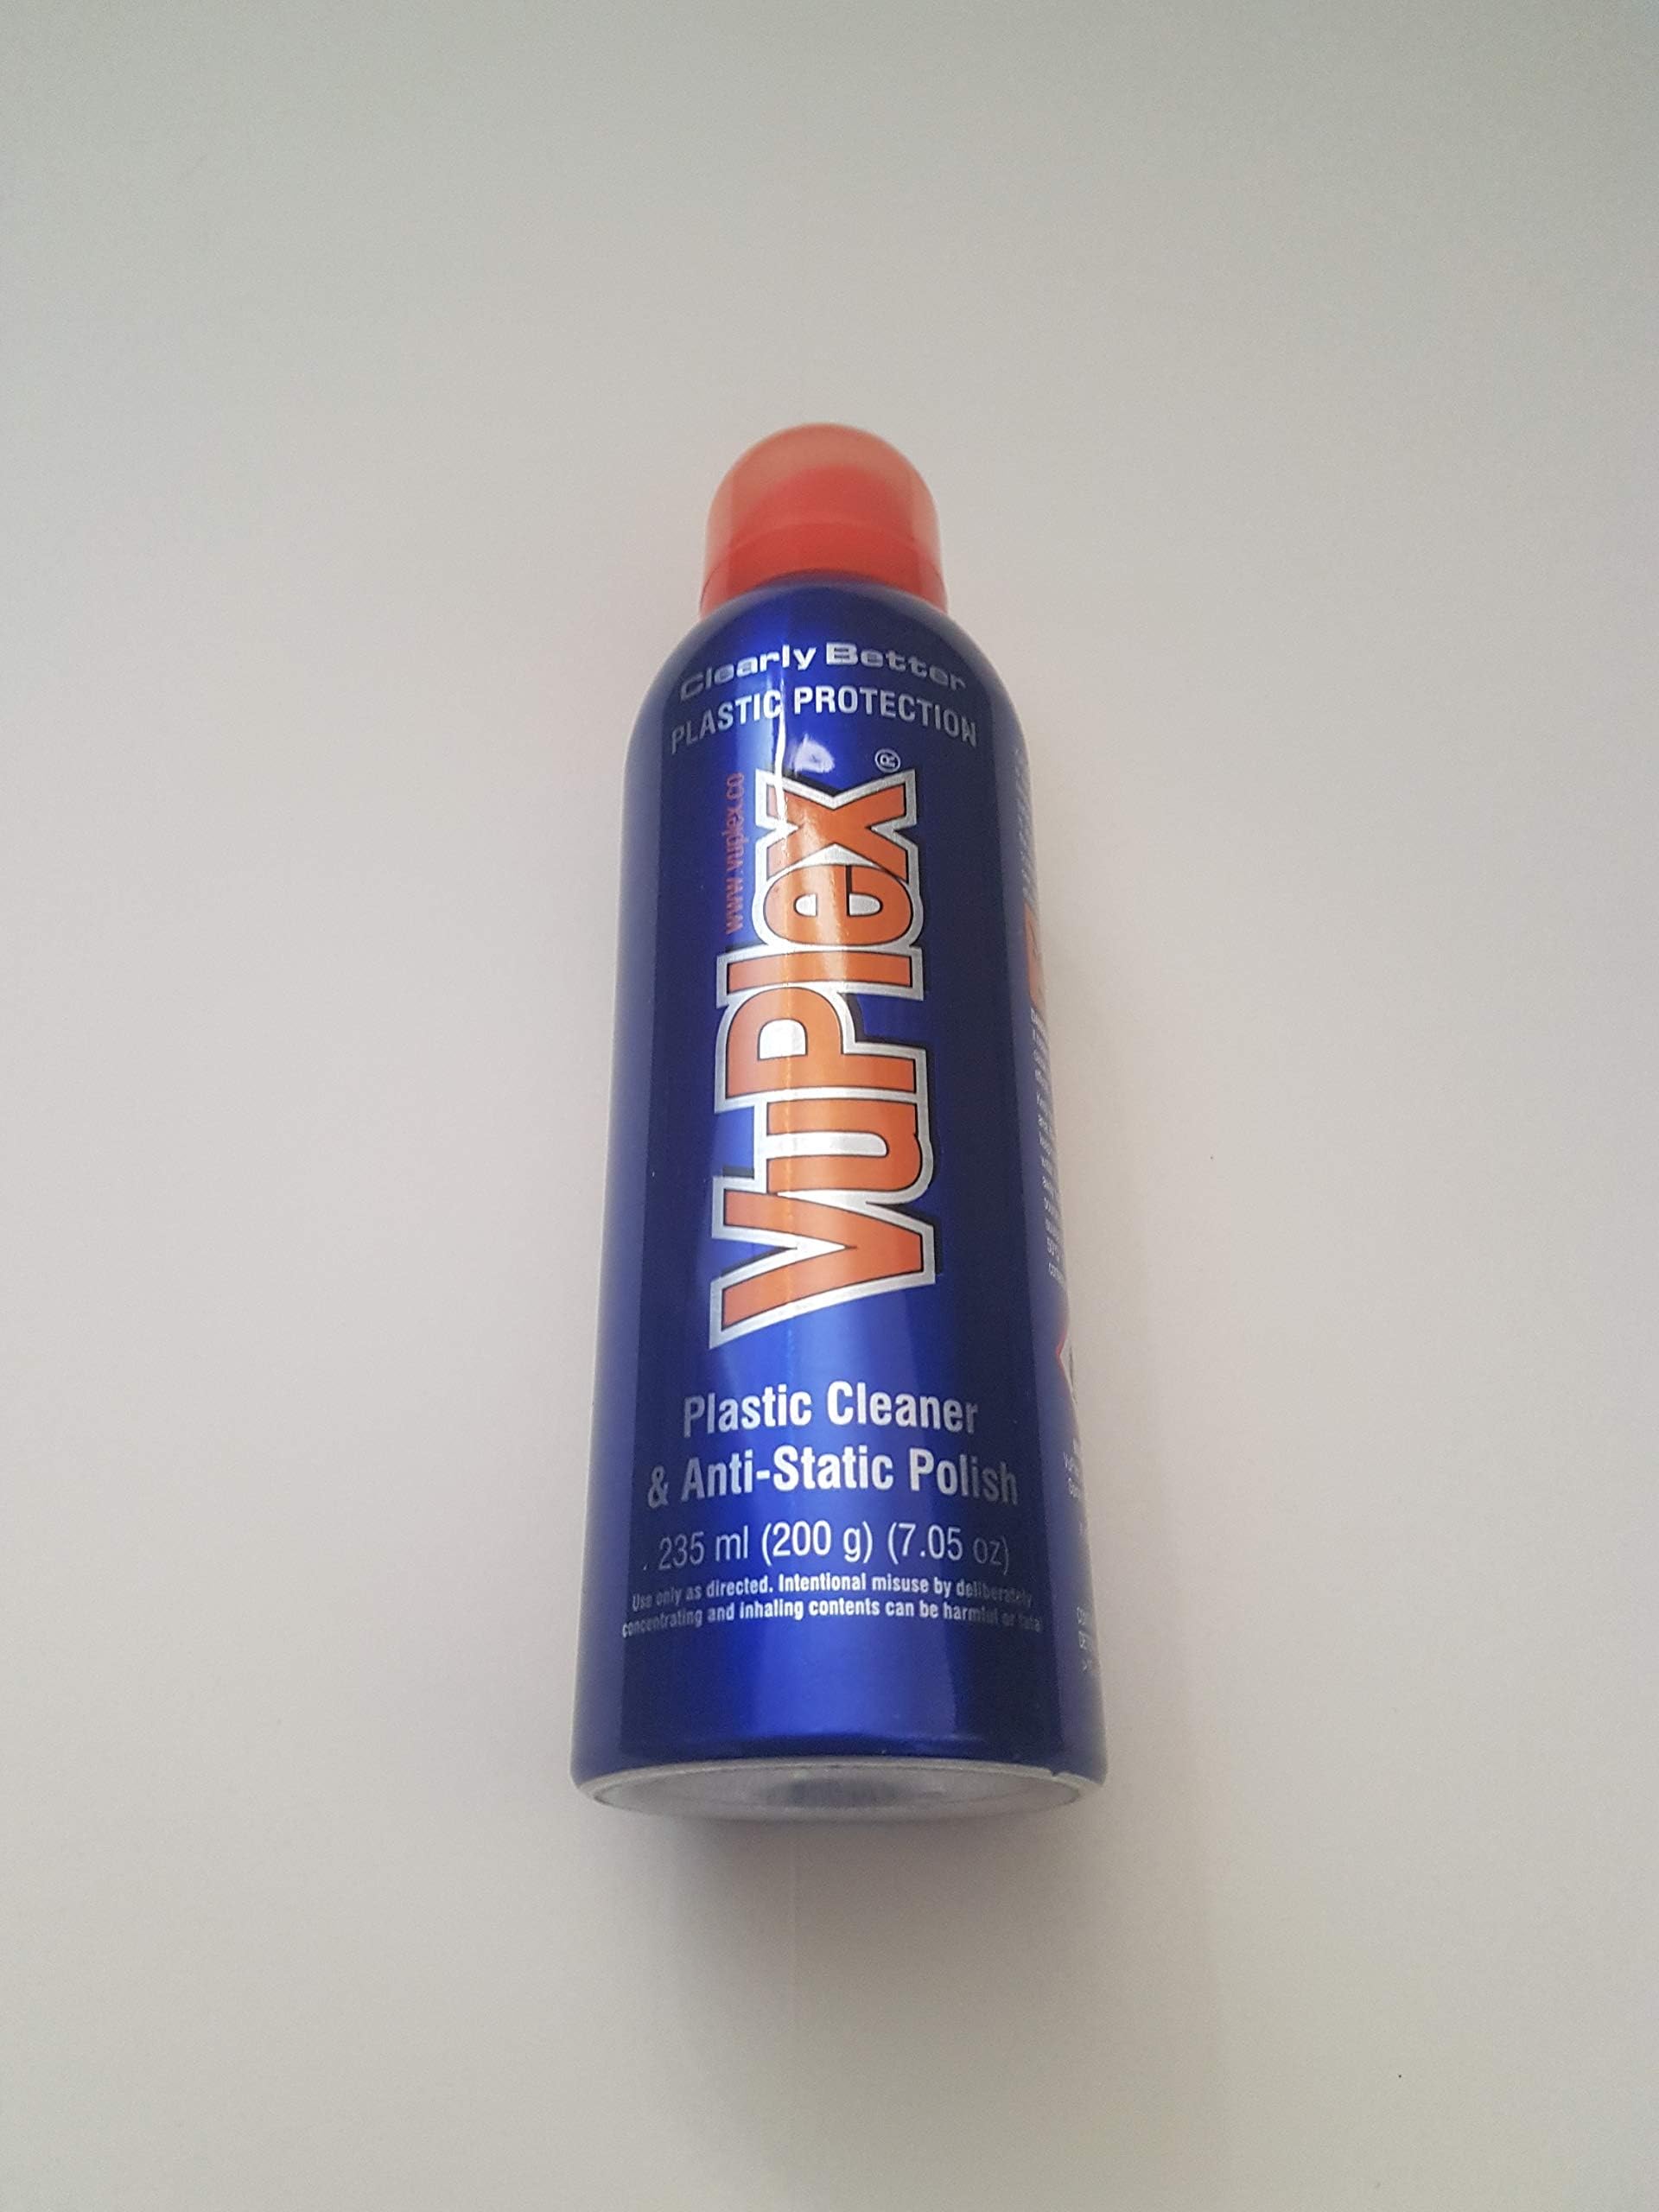 Clearly Better
PLASTIC PROTECTION
www.vuplex.co
VuPlex®
Plastic Cleaner
& Anti-Static Polish
235 ml (200 g) (7.05 oz)
Use only as directed. Intentional misuse by deliberately
concentrating and inhaling contents can be harmful or fatal